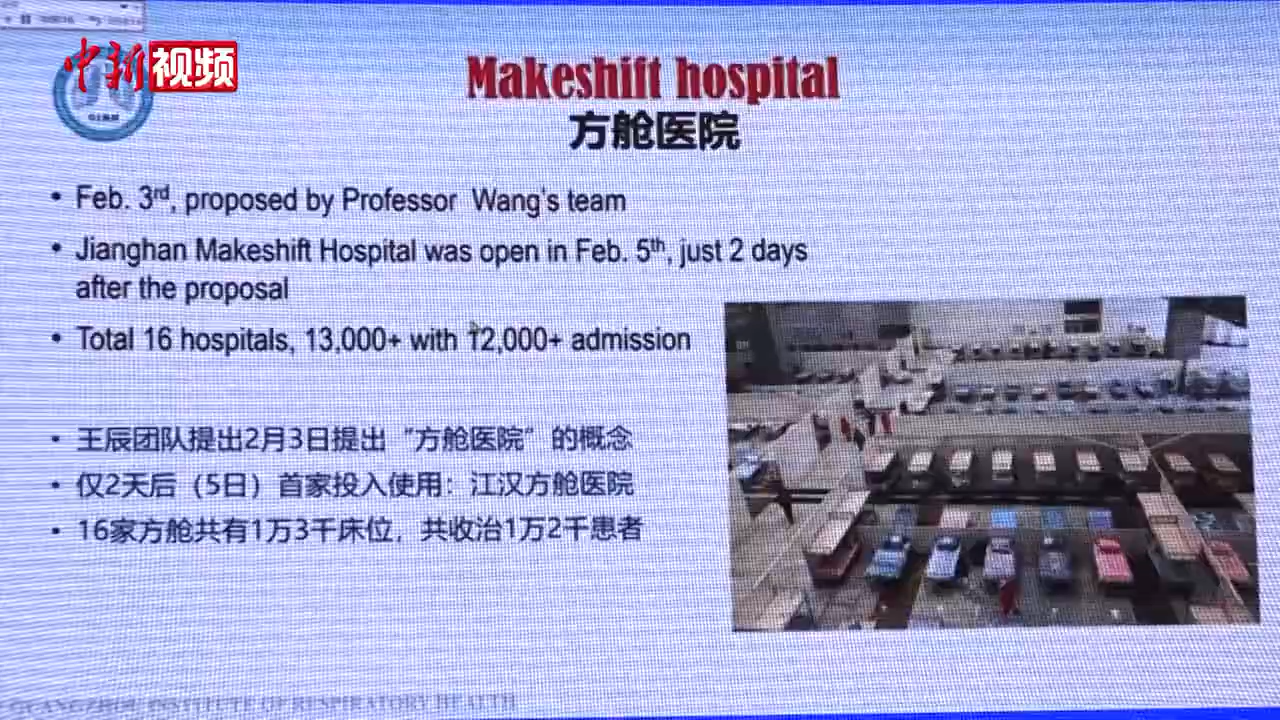 中新视频
Makeshift hospital
方舱医院
• Feb. 3rd, proposed by Professor Wang's team
• Jianghan Makeshift Hospital was open in Feb. 5th, just 2 days
after the proposal
• Total 16 hospitals, 13,000+ with 12,000+ admission
• 王辰团队提出2月3日提出“方舱医院”的概念
• 仅2天后（5日）首家投入使用：江汉方舱医院
• 16家方舱共有1万3千床位，共收治1万2千患者
GUANGZHOU INSTITUTE OF RESPIRATORY HEALTH